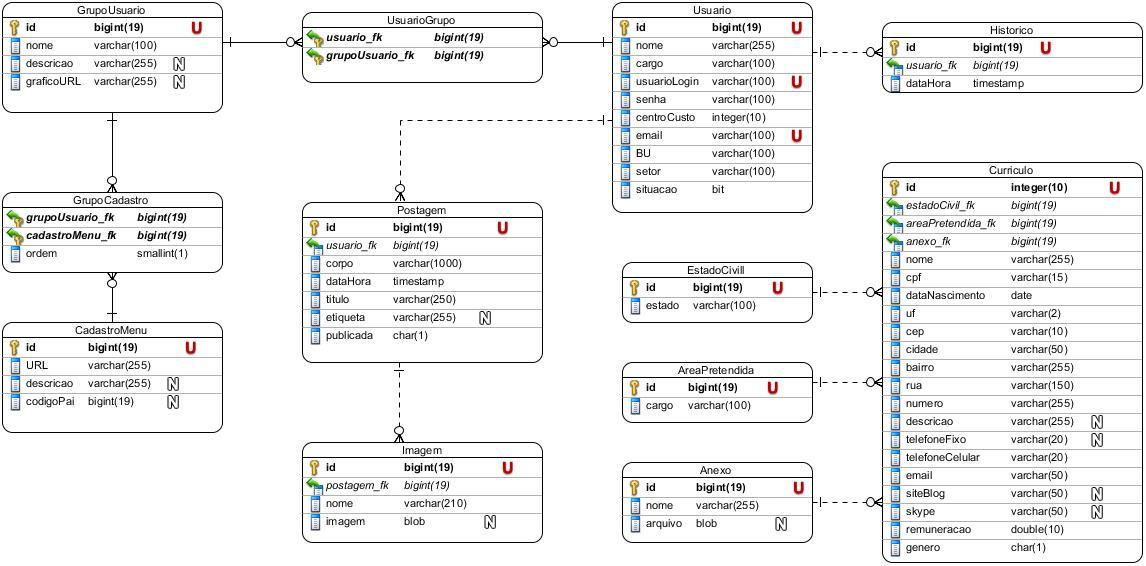 GrupoUsuario
id bigint(19) U
nome varchar(100)
descricao varchar(255) N
graficoURL varchar(255) N
UsuarioGrupo
usuario_fk bigint(19)
grupoUsuario_fk bigint(19)
Usuario
id bigint(19) U
nome varchar(255)
cargo varchar(100)
usuarioLogin varchar(100) U
senha varchar(100)
centroCusto integer(10)
email varchar(100) U
BU varchar(100)
setor varchar(100)
situacao bit
Historico
id bigint(19) U
usuario_fk bigint(19)
dataHora timestamp
GrupoCadastro
grupoUsuario_fk bigint(19)
cadastroMenu_fk bigint(19)
ordem smallint(1)
CadastroMenu
id bigint(19) U
URL varchar(255)
descricao varchar(255) N
codigoPai bigint(19) N
Postagem
id bigint(19) U
usuario_fk bigint(19)
corpo varchar(1000)
dataHora timestamp
titulo varchar(250)
etiqueta varchar(255) N
publicada char(1)
Imagem
id bigint(19) U
postagem_fk bigint(19)
nome varchar(210)
imagem blob N
EstadoCivill
id bigint(19) U
estado varchar(100)
AreaPretendida
id bigint(19) U
cargo varchar(100)
Anexo
id bigint(19) U
nome varchar(255)
arquivo blob N
Curriculo
id integer(10) U
estadoCivil_fk bigint(19)
areaPretendida_fk bigint(19)
anexo_fk bigint(19)
nome varchar(255)
cpf varchar(15)
dataNascimento date
uf varchar(2)
cep varchar(10)
cidade varchar(50)
bairro varchar(255)
rua varchar(150)
numero varchar(255)
descricao varchar(255) N
telefoneFixo varchar(20) N
telefoneCelular varchar(20)
email varchar(50)
siteBlog varchar(50) N
skype varchar(50) N
remuneracao double(10)
genero char(1)